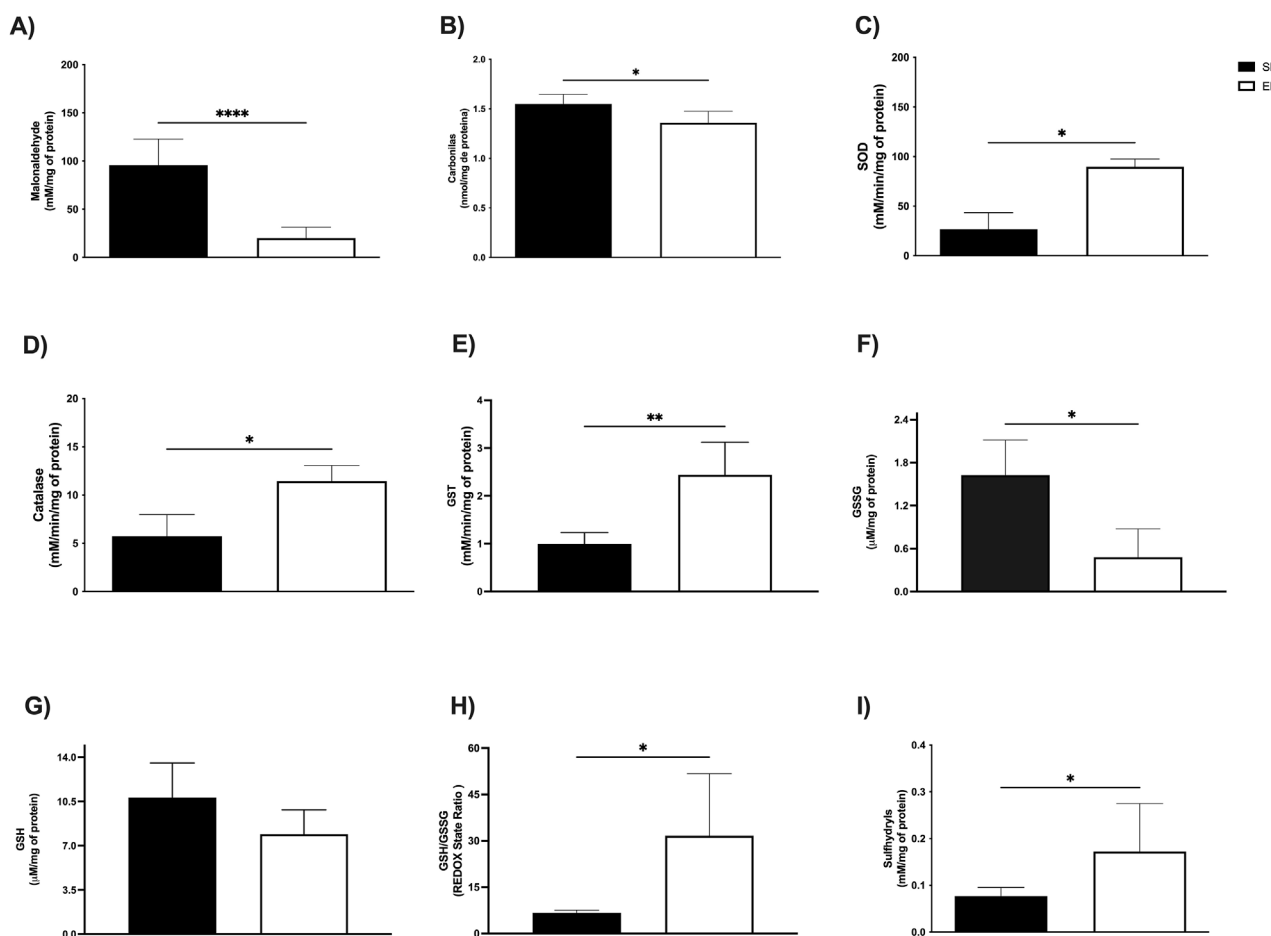 A)
Malonaldehyde
(mM/mg of protein)
200
150
100
50
0
****
B)
Carbonilas
(nmol/mg de proteína)
2.0
1.5
1.0
0.5
0.0
*
C)
SOD
(mM/min/mg of protein)
200
150
100
50
0
*
D)
Catalase
(mM/min/mg of protein)
20
15
10
5
0
*
E)
GST
(mM/min/mg of protein)
4
3
2
1
0
**
F)
GSSG
(µM/mg of protein)
2.4
1.8
1.2
0.6
0.0
*
G)
GSH
(µM/mg of protein)
14.0
10.5
7.0
3.5
0.0
H)
GSH/GSSG
(REDOX State Ratio )
60
45
30
15
0
*
I)
Sulfhydryls
(mM/mg of protein)
0.4
0.3
0.2
0.1
0.0
*